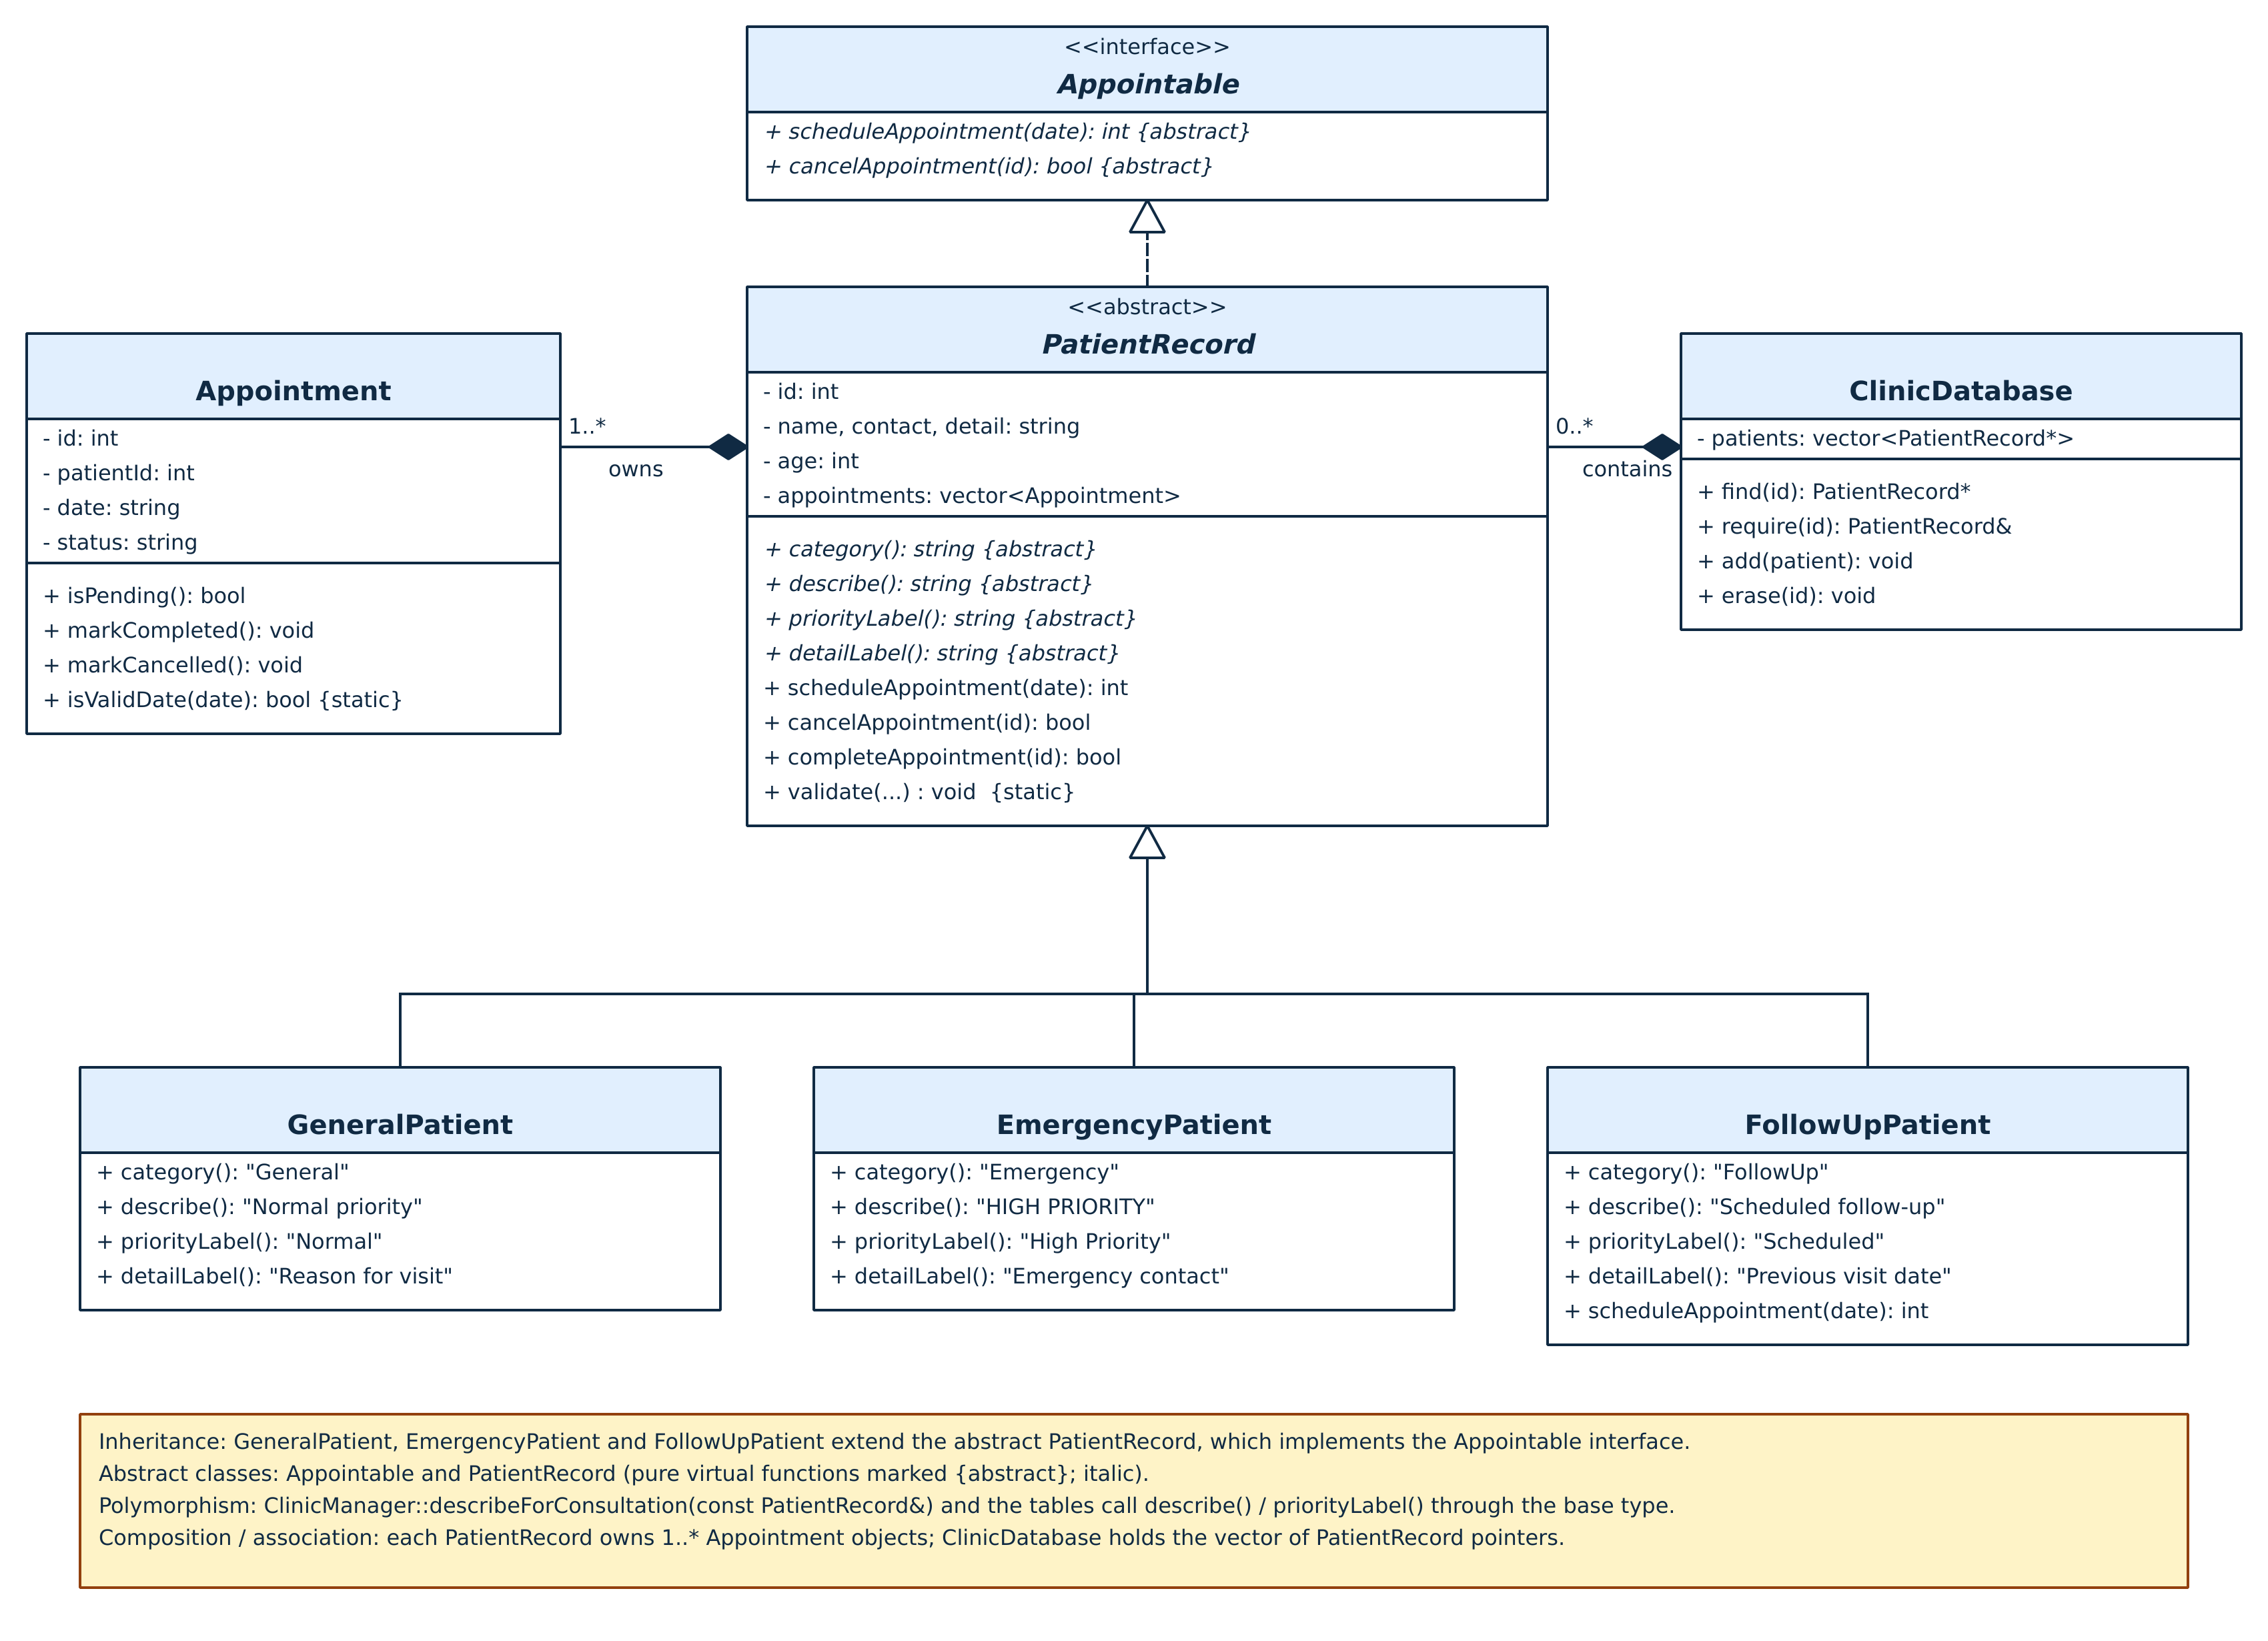 <<interface>>
Appointable
+ scheduleAppointment(date): int {abstract}
+ cancelAppointment(id): bool {abstract}
Appointment
- id: int
- patientId: int
- date: string
- status: string
+ isPending(): bool
+ markCompleted(): void
+ markCancelled(): void
+ isValidDate(date): bool {static}
1..*
owns
<<abstract>>
PatientRecord
- id: int
- name, contact, detail: string
- age: int
- appointments: vector<Appointment>
+ category(): string {abstract}
+ describe(): string {abstract}
+ priorityLabel(): string {abstract}
+ detailLabel(): string {abstract}
+ scheduleAppointment(date): int
+ cancelAppointment(id): bool
+ completeAppointment(id): bool
+ validate(...) : void  {static}
0..*
contains
ClinicDatabase
- patients: vector<PatientRecord*>
+ find(id): PatientRecord*
+ require(id): PatientRecord&
+ add(patient): void
+ erase(id): void
GeneralPatient
+ category(): "General"
+ describe(): "Normal priority"
+ priorityLabel(): "Normal"
+ detailLabel(): "Reason for visit"
EmergencyPatient
+ category(): "Emergency"
+ describe(): "HIGH PRIORITY"
+ priorityLabel(): "High Priority"
+ detailLabel(): "Emergency contact"
FollowUpPatient
+ category(): "FollowUp"
+ describe(): "Scheduled follow-up"
+ priorityLabel(): "Scheduled"
+ detailLabel(): "Previous visit date"
+ scheduleAppointment(date): int
Inheritance: GeneralPatient, EmergencyPatient and FollowUpPatient extend the abstract PatientRecord, which implements the Appointable interface.
Abstract classes: Appointable and PatientRecord (pure virtual functions marked {abstract}; italic).
Polymorphism: ClinicManager::describeForConsultation(const PatientRecord&) and the tables call describe() / priorityLabel() through the base type.
Composition / association: each PatientRecord owns 1..* Appointment objects; ClinicDatabase holds the vector of PatientRecord pointers.